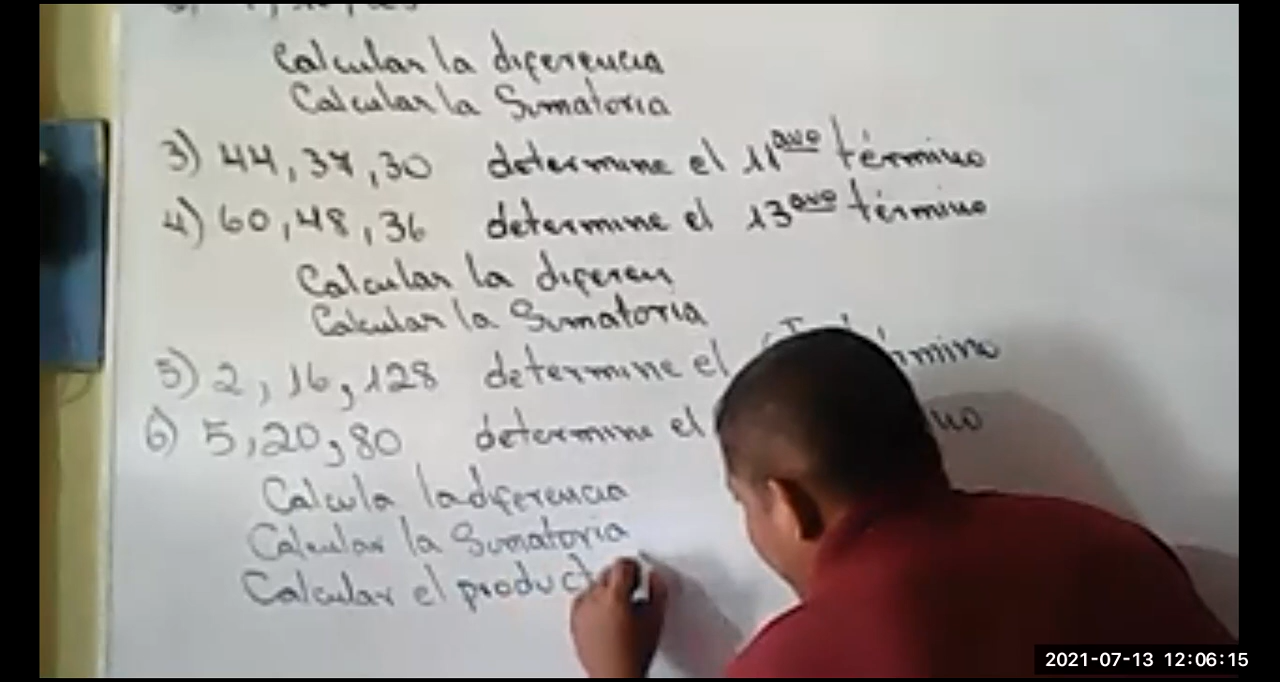 Calcular la diferencia
Calcular la Sumatoria
3) 44, 37, 30 determine el 11avo término
4) 60, 48, 36 determine el 13avo término
Calcular la diferen
Calcular la Sumatoria
5) 2, 16, 128 determine el
6) 5, 20, 80 determine el
Calcula la diferencia
Calcular la Sumatoria
Calcular el product
2021-07-13 12:06:15